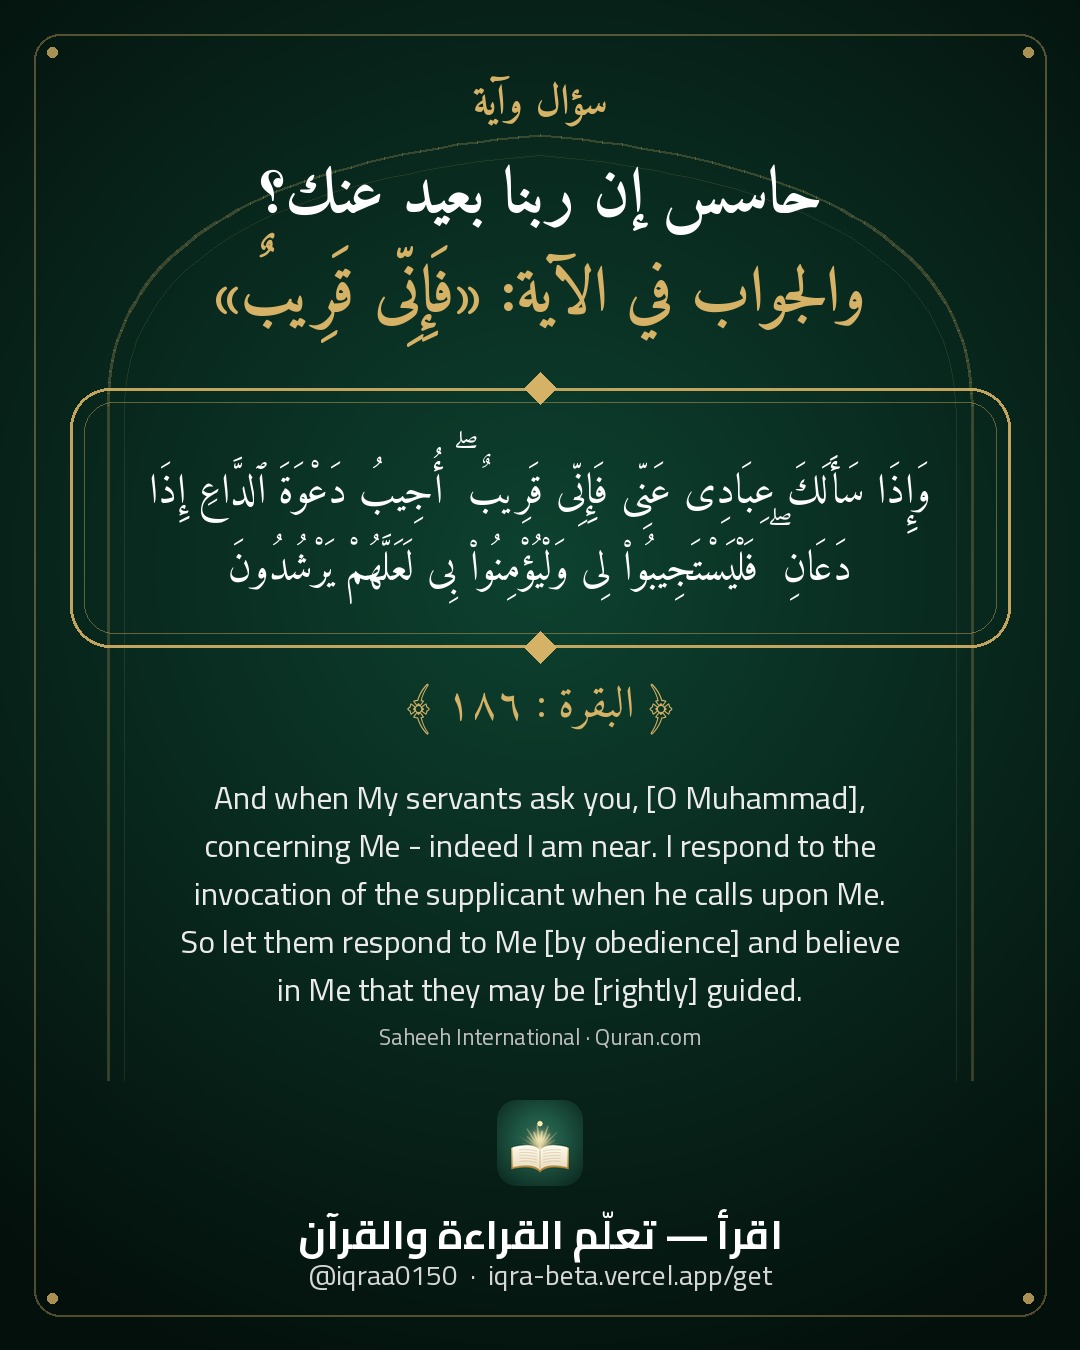 سؤال وآية
حاسس إن ربنا بعيد عنك؟
والجواب في الآية: «فَإِنِّى قَرِيبٌ»
وَإِذَا سَأَلَكَ عِبَادِى عَنِّى فَإِنِّى قَرِيبٌ ۖ أُجِيبُ دَعْوَةَ ٱلدَّاعِ إِذَا
دَعَانِ ۖ فَلْيَسْتَجِيبُوا۟ لِى وَلْيُؤْمِنُوا۟ بِى لَعَلَّهُمْ يَرْشُدُونَ
﴿ البقرة : ١٨٦ ﴾
And when My servants ask you, [O Muhammad],
concerning Me - indeed I am near. I respond to the
invocation of the supplicant when he calls upon Me.
So let them respond to Me [by obedience] and believe
in Me that they may be [rightly] guided.
Saheeh International · Quran.com
اقرأ — تعلّم القراءة والقرآن
@iqraa0150 · iqra-beta.vercel.app/get